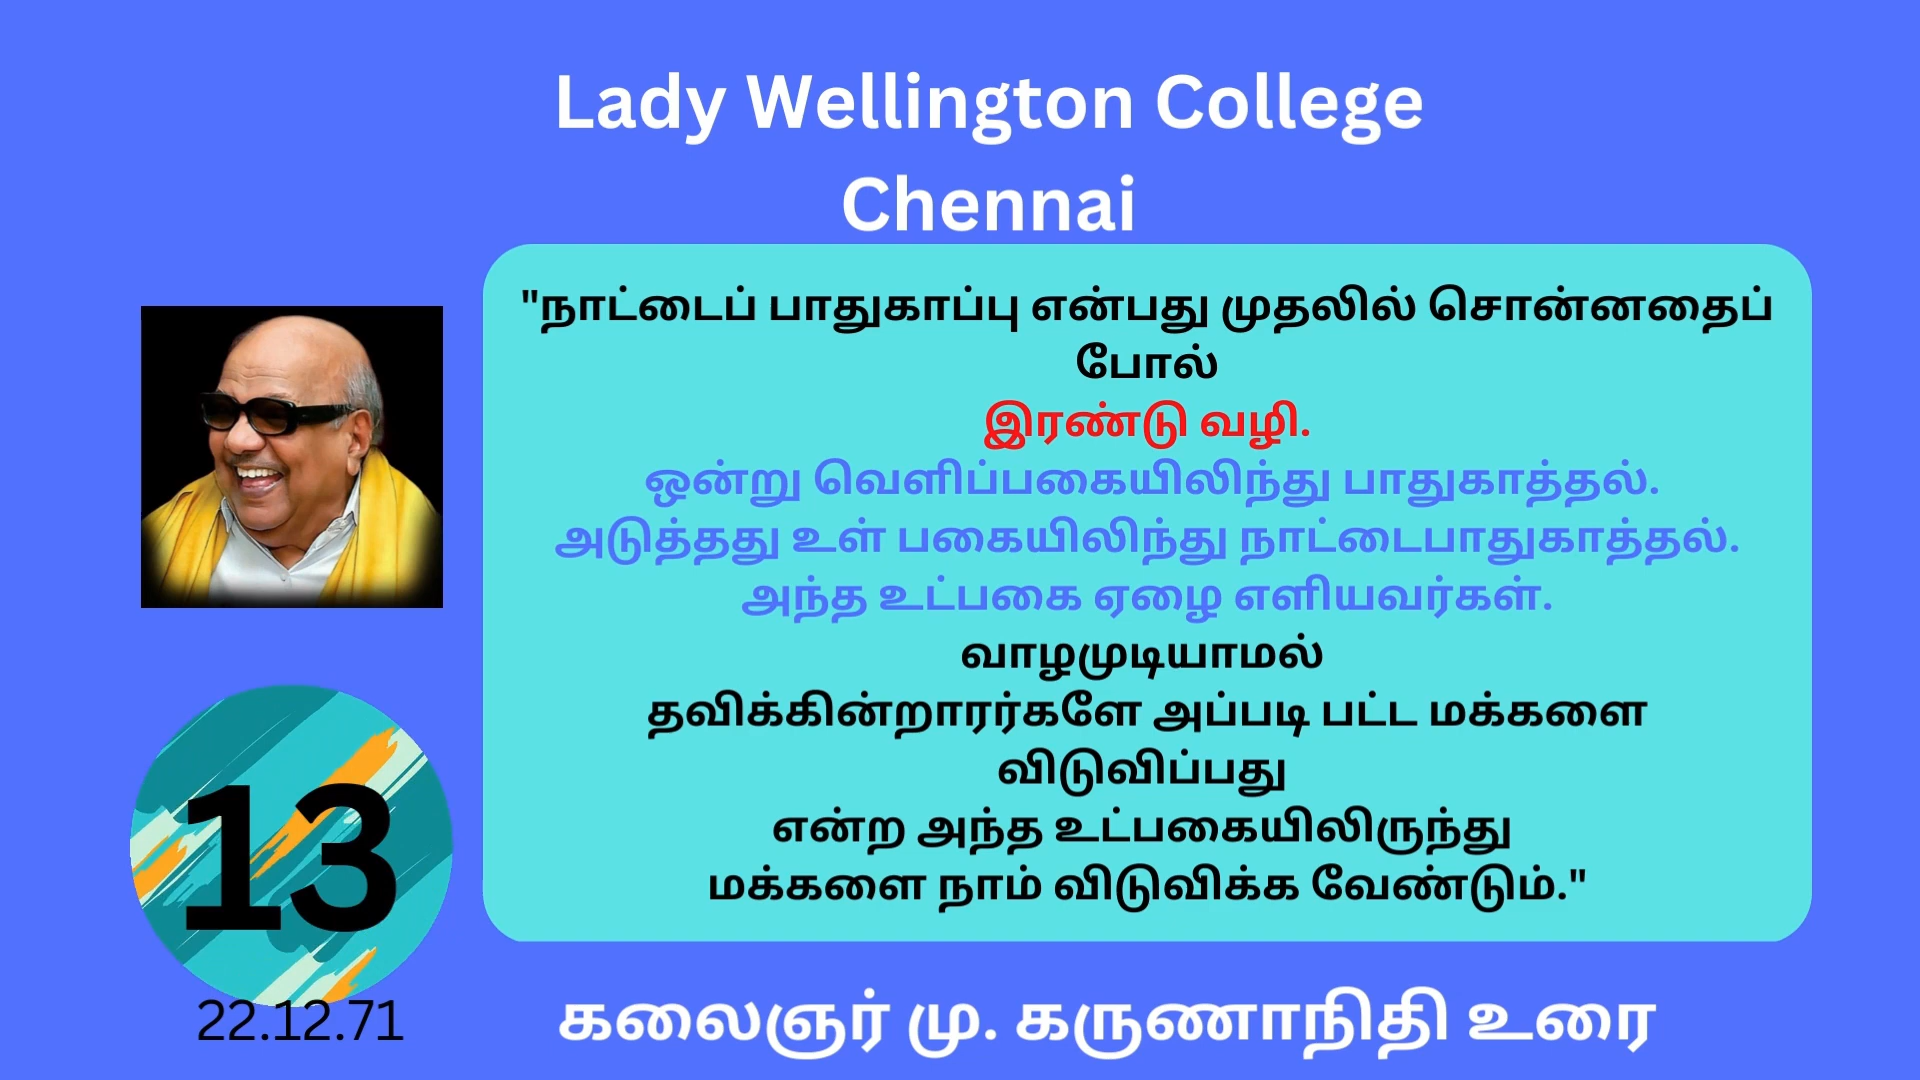 Lady Wellington College
Chennai
"நாட்டைப் பாதுகாப்பு என்பது முதலில் சொன்னதைப்
போல்
இரண்டு வழி.
ஒன்று வெளிப்பகையிலிந்து பாதுகாத்தல்.
அடுத்தது உள் பகையிலிந்து நாட்டைபாதுகாத்தல்.
அந்த உட்பகை ஏழை எளியவர்கள்.
வாழமுடியாமல்
தவிக்கின்றாரர்களே அப்படி பட்ட மக்களை
விடுவிப்பது
என்ற அந்த உட்பகையிலிருந்து
மக்களை நாம் விடுவிக்க வேண்டும்."
13
22.12.71
கலைஞர் மு. கருணாநிதி உரை